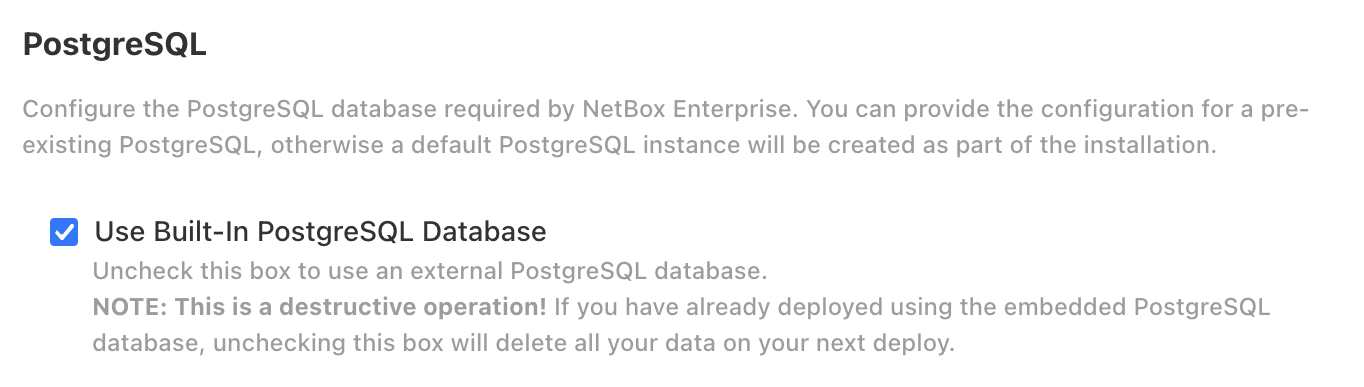 PostgreSQL
Configure the PostgreSQL database required by NetBox Enterprise. You can provide the configuration for a pre-
existing PostgreSQL, otherwise a default PostgreSQL instance will be created as part of the installation.
Use Built-In PostgreSQL Database
Uncheck this box to use an external PostgreSQL database.
NOTE: This is a destructive operation! If you have already deployed using the embedded PostgreSQL
database, unchecking this box will delete all your data on your next deploy.